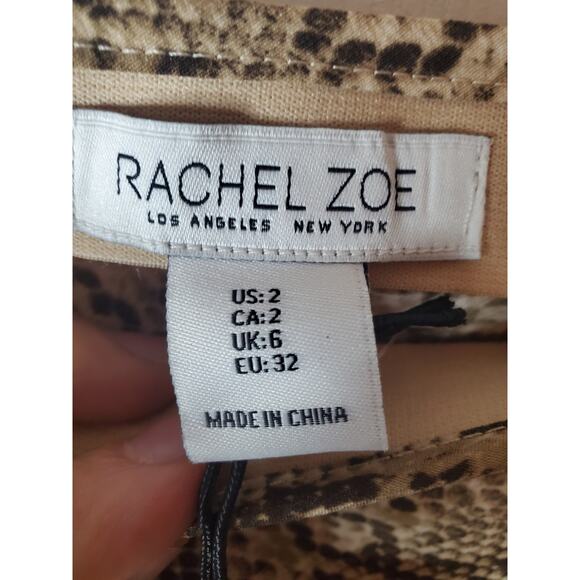 RACHEL ZOE
LOS ANGELES NEW YORK
US: 2
CA: 2
UK: 6
EU: 32
MADE IN CHINA